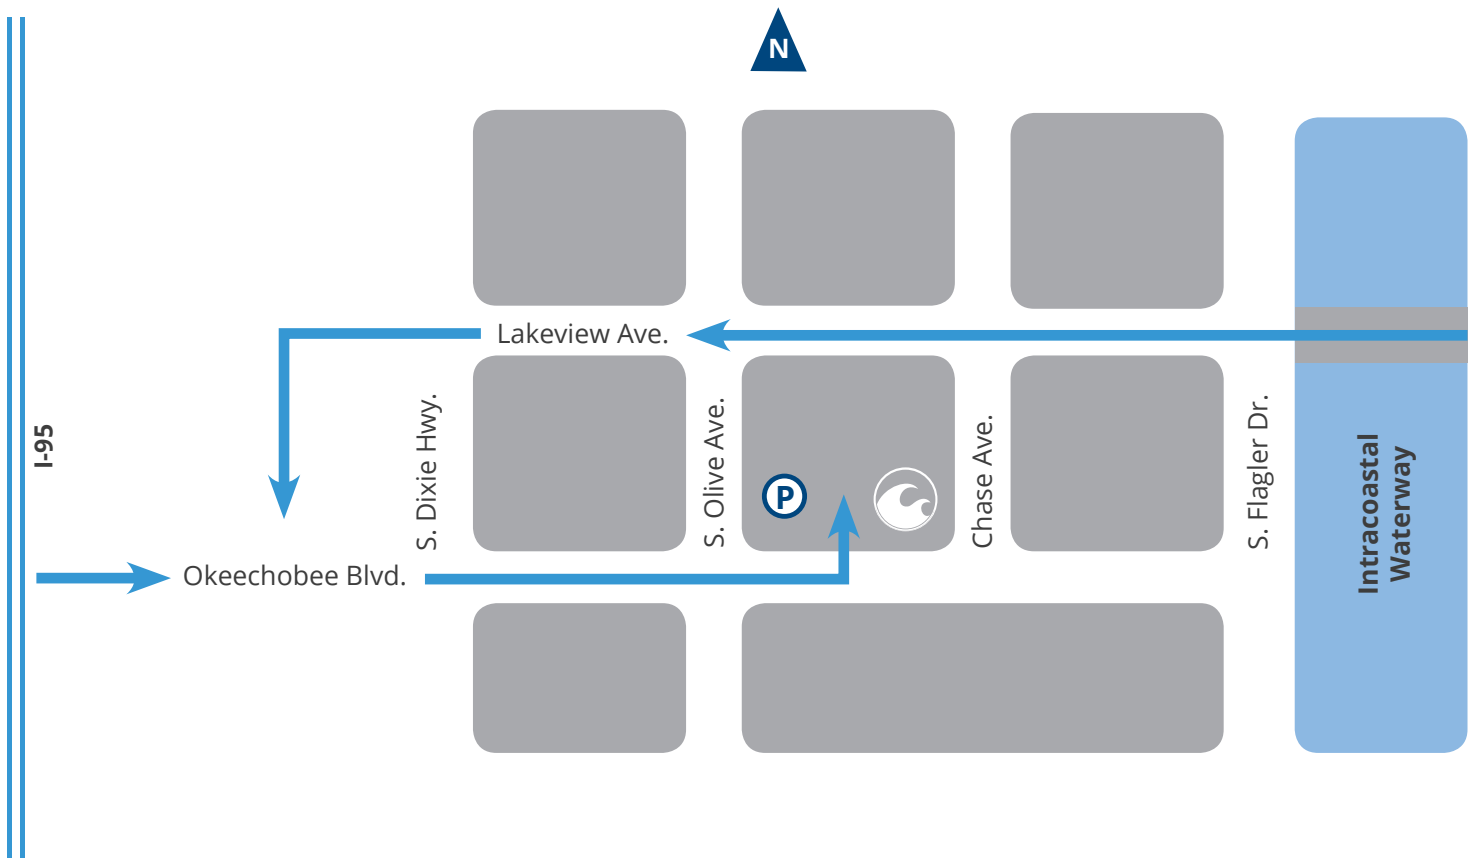 N
Lakeview Ave.
I-95
S. Dixie Hwy.
S. Olive Ave.
Chase Ave.
S. Flagler Dr.
Intracoastal
Waterway
P
Okeechobee Blvd.